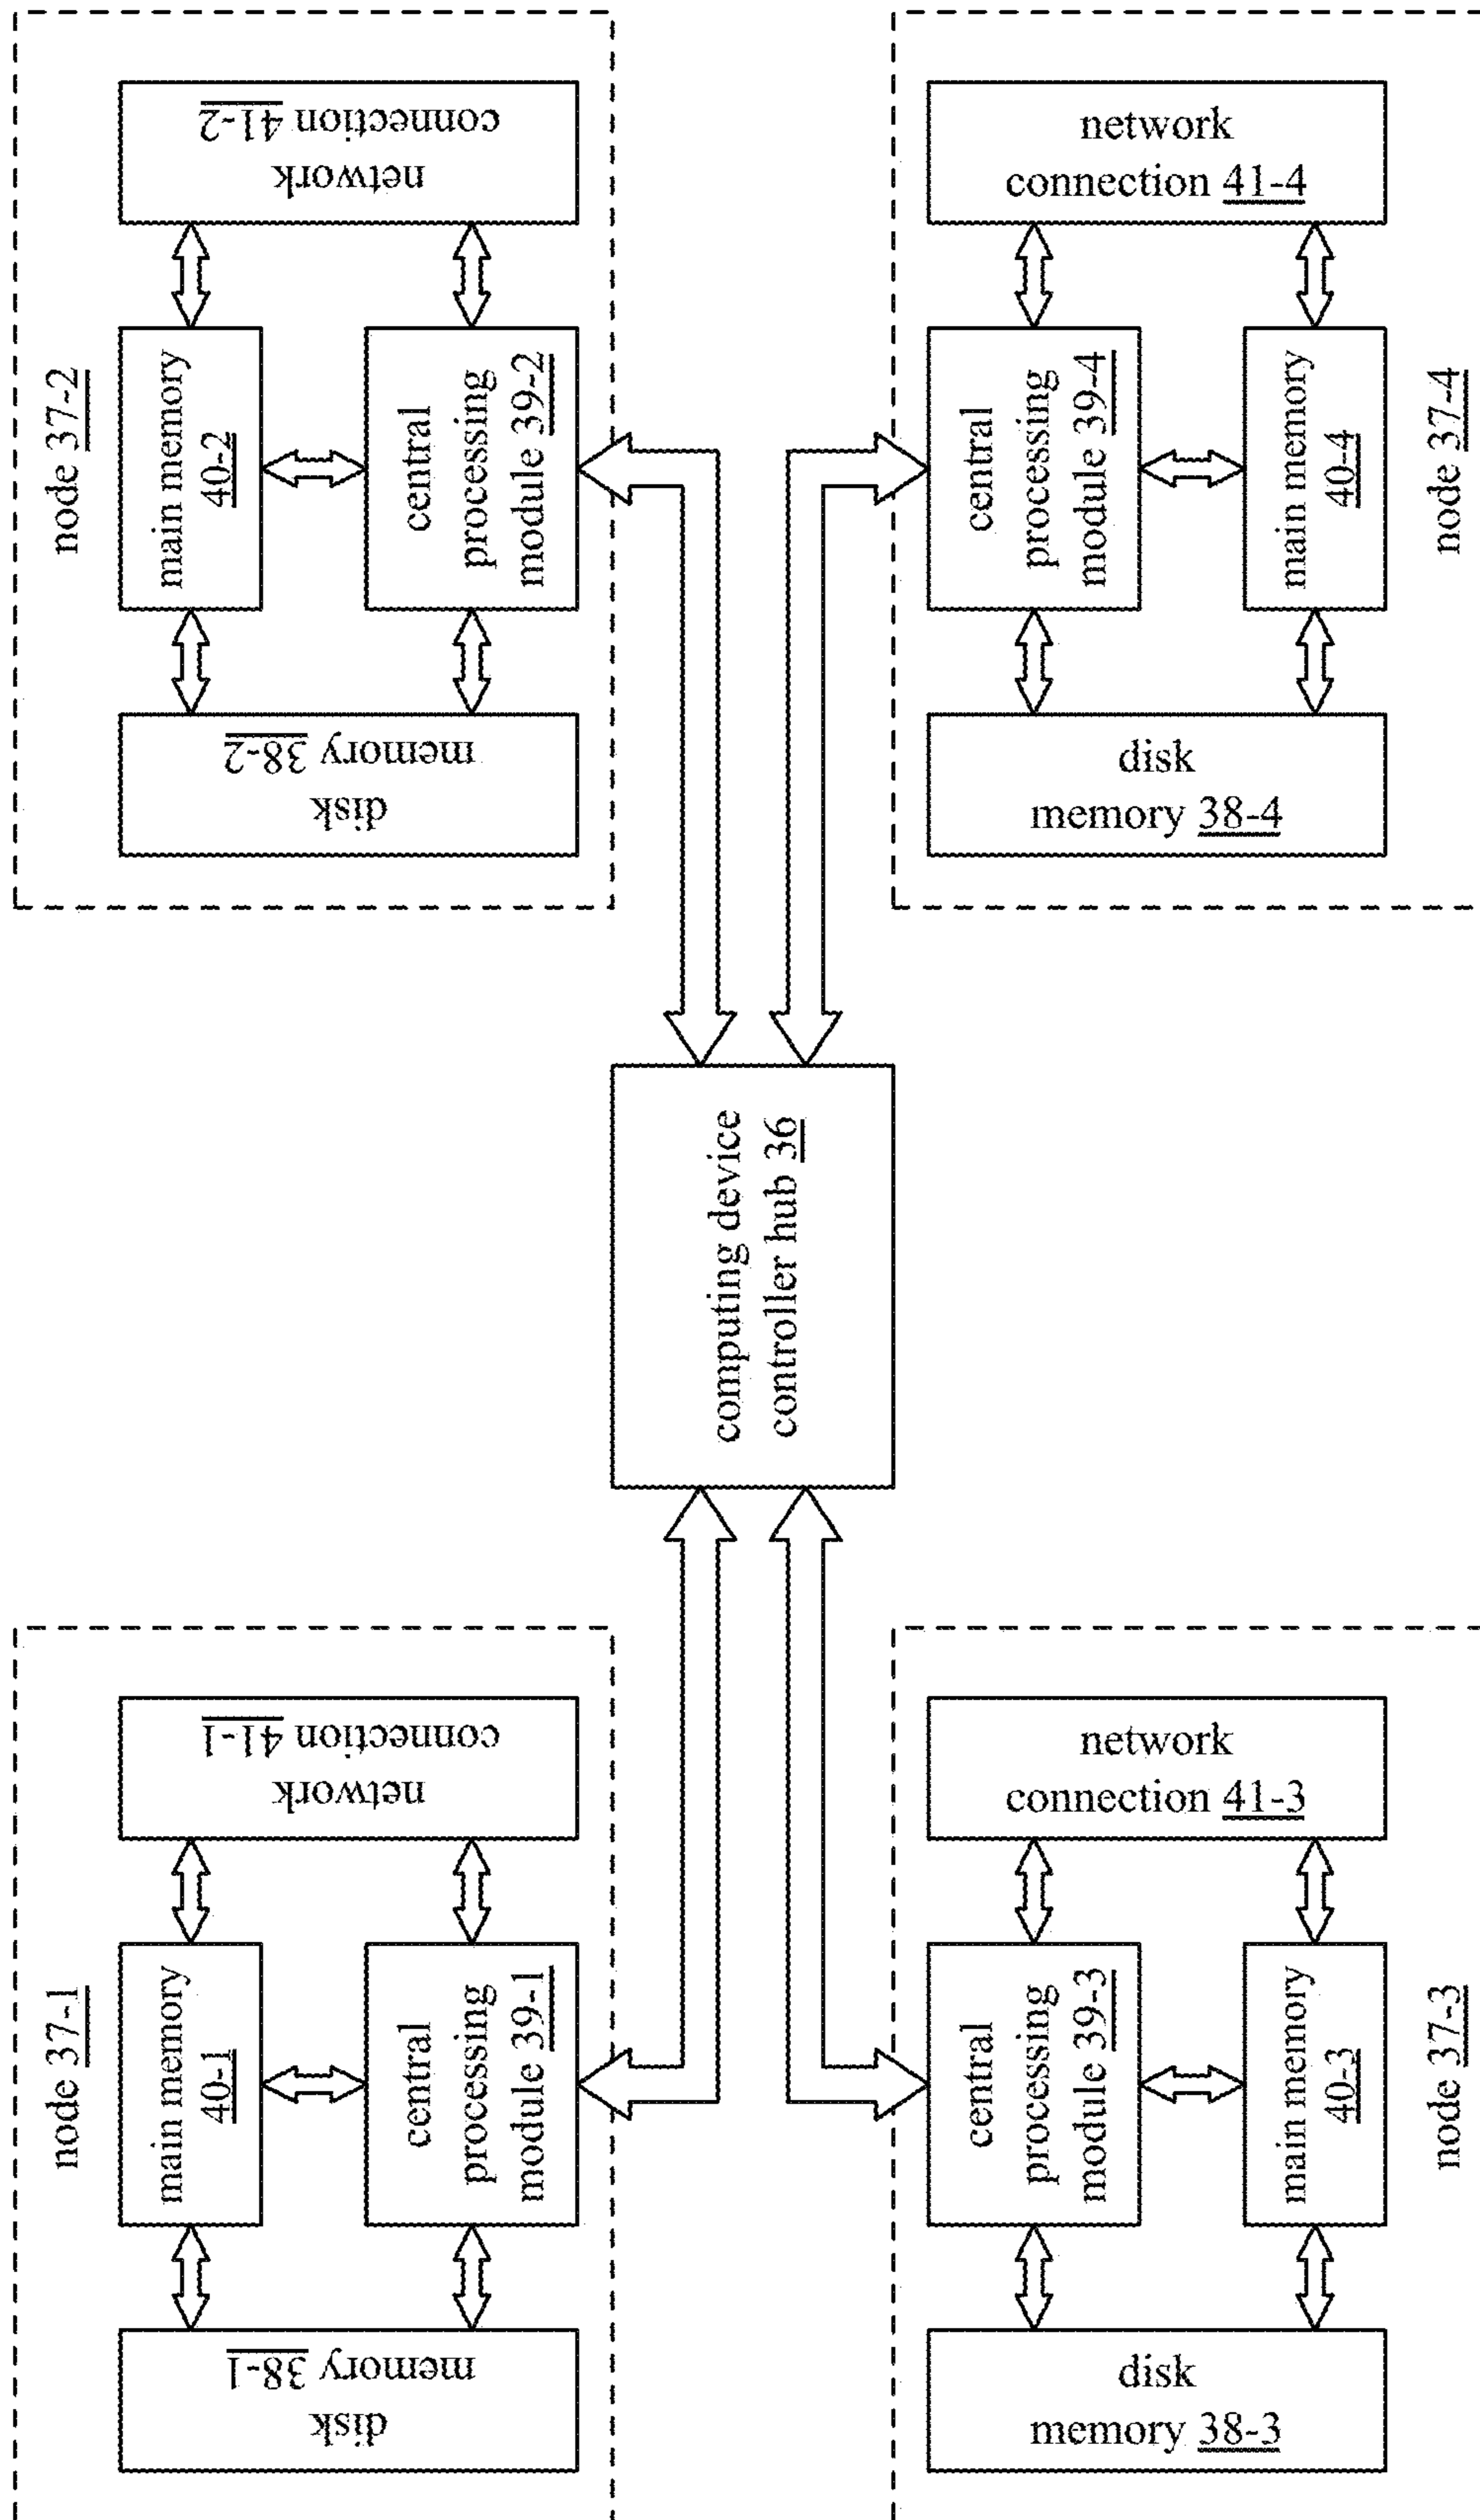 node 37-1
disk
memory 38-1
main memory
40-1
central
processing
module 39-1
network
connection 41-1
node 37-2
disk
memory 38-2
main memory
40-2
central
processing
module 39-2
network
connection 41-2
computing device
controller hub 36
disk
memory 38-3
central
processing
module 39-3
main memory
40-3
network
connection 41-3
node 37-3
disk
memory 38-4
central
processing
module 39-4
main memory
40-4
network
connection 41-4
node 37-4